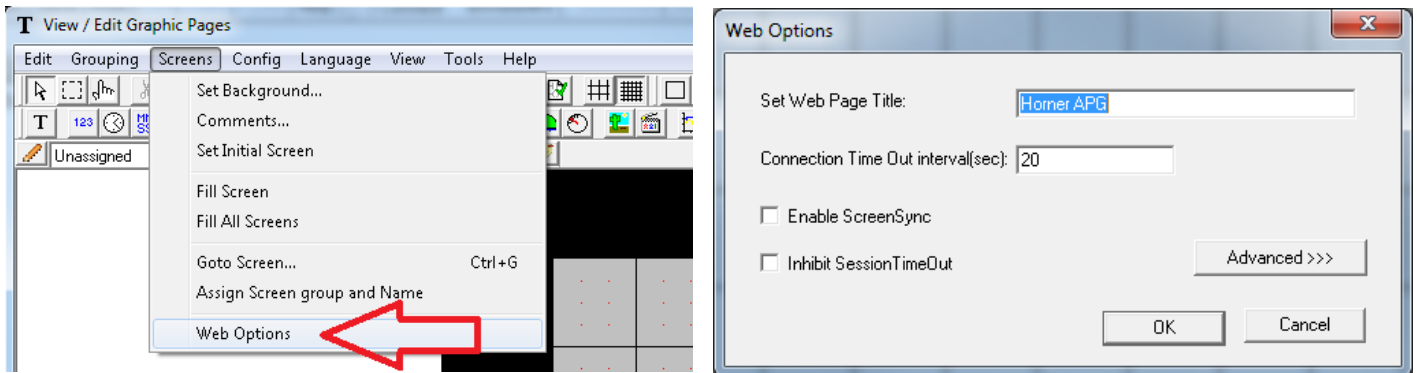 T View / Edit Graphic Pages
Edit Grouping Screens Config Language View Tools Help
T 123
Unassigned
Set Background...
Comments...
Set Initial Screen
Fill Screen
Fill All Screens
Goto Screen... Ctrl+G
Assign Screen group and Name
Web Options
Web Options
Set Web Page Title: Horner APG
Connection Time Out interval(sec): 20
Enable ScreenSync
Inhibit SessionTimeOut
Advanced >>>
OK Cancel